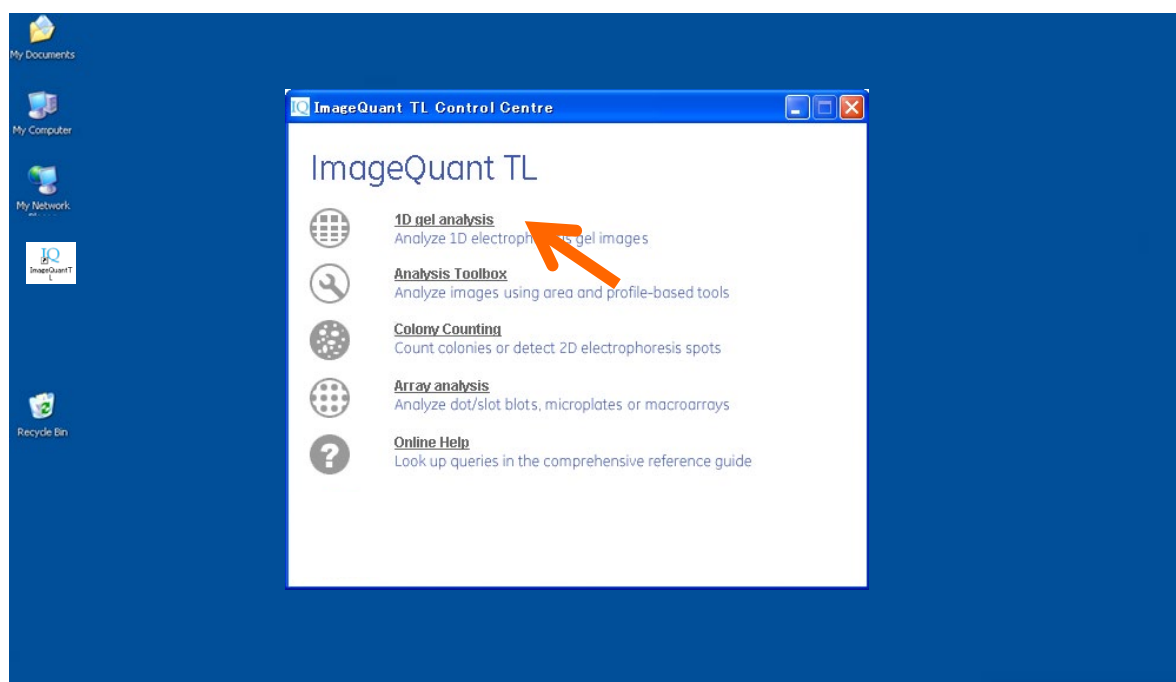 My Documents
My Computer
My Network
IQ
ImageQuant T
L
Recycle Bin
IQ ImageQuant TL Control Centre
ImageQuant TL
1D gel analysis
Analyze 1D gel images
Analysis Toolbox
Analyze images using area and profile-based tools
Colony Counting
Count colonies or detect 2D electrophoresis spots
Array analysis
Analyze dot/slot blots, microplates or macroarrays
?
Online Help
Look up queries in the comprehensive reference guide